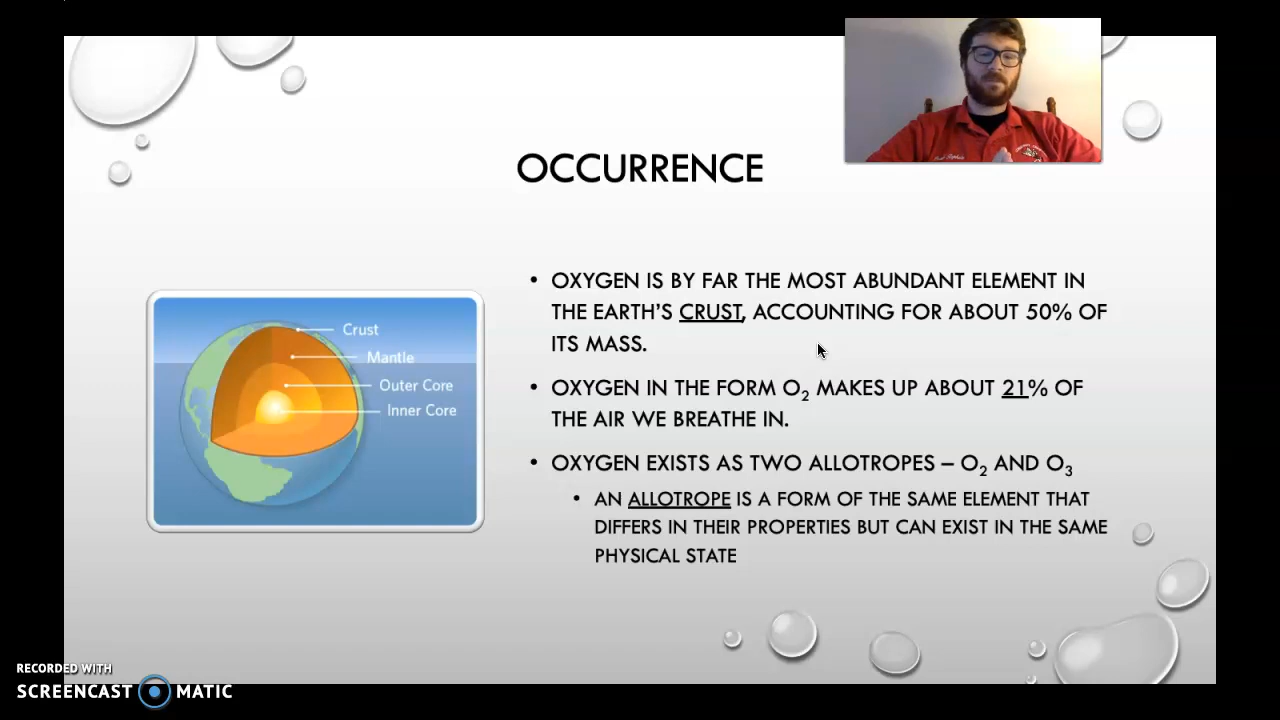 OCCURRENCE
Crust
Mantle
Outer Core
Inner Core
• OXYGEN IS BY FAR THE MOST ABUNDANT ELEMENT IN
THE EARTH'S CRUST, ACCOUNTING FOR ABOUT 50% OF
ITS MASS.
• OXYGEN IN THE FORM O₂ MAKES UP ABOUT 21% OF
THE AIR WE BREATHE IN.
• OXYGEN EXISTS AS TWO ALLOTROPES – O₂ AND O₃
• AN ALLOTROPE IS A FORM OF THE SAME ELEMENT THAT
DIFFERS IN THEIR PROPERTIES BUT CAN EXIST IN THE SAME
PHYSICAL STATE
RECORDED WITH
SCREENCAST MATIC